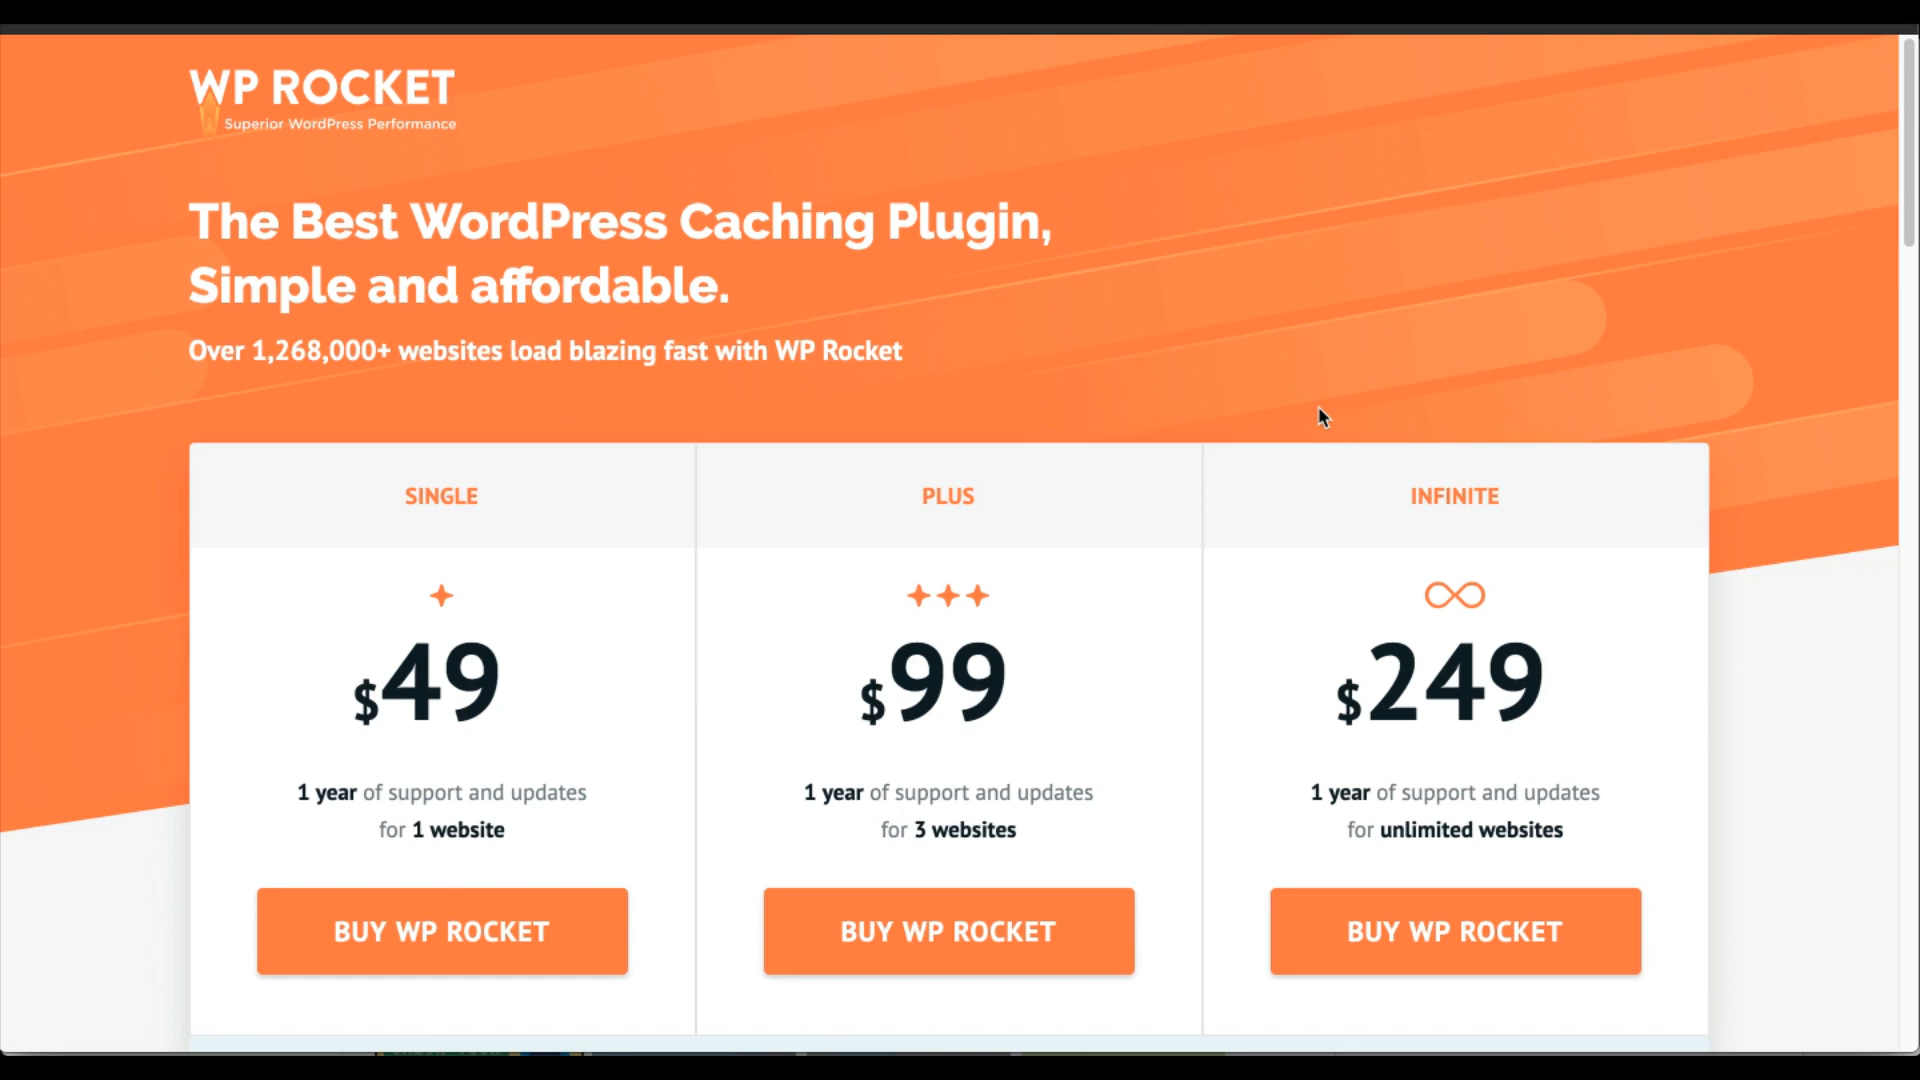 WP ROCKET
Superior WordPress Performance
The Best WordPress Caching Plugin,
Simple and affordable.
Over 1,268,000+ websites load blazing fast with WP Rocket
SINGLE
$49
1 year of support and updates
for 1 website
BUY WP ROCKET
PLUS
$99
1 year of support and updates
for 3 websites
BUY WP ROCKET
INFINITE
$249
1 year of support and updates
for unlimited websites
BUY WP ROCKET